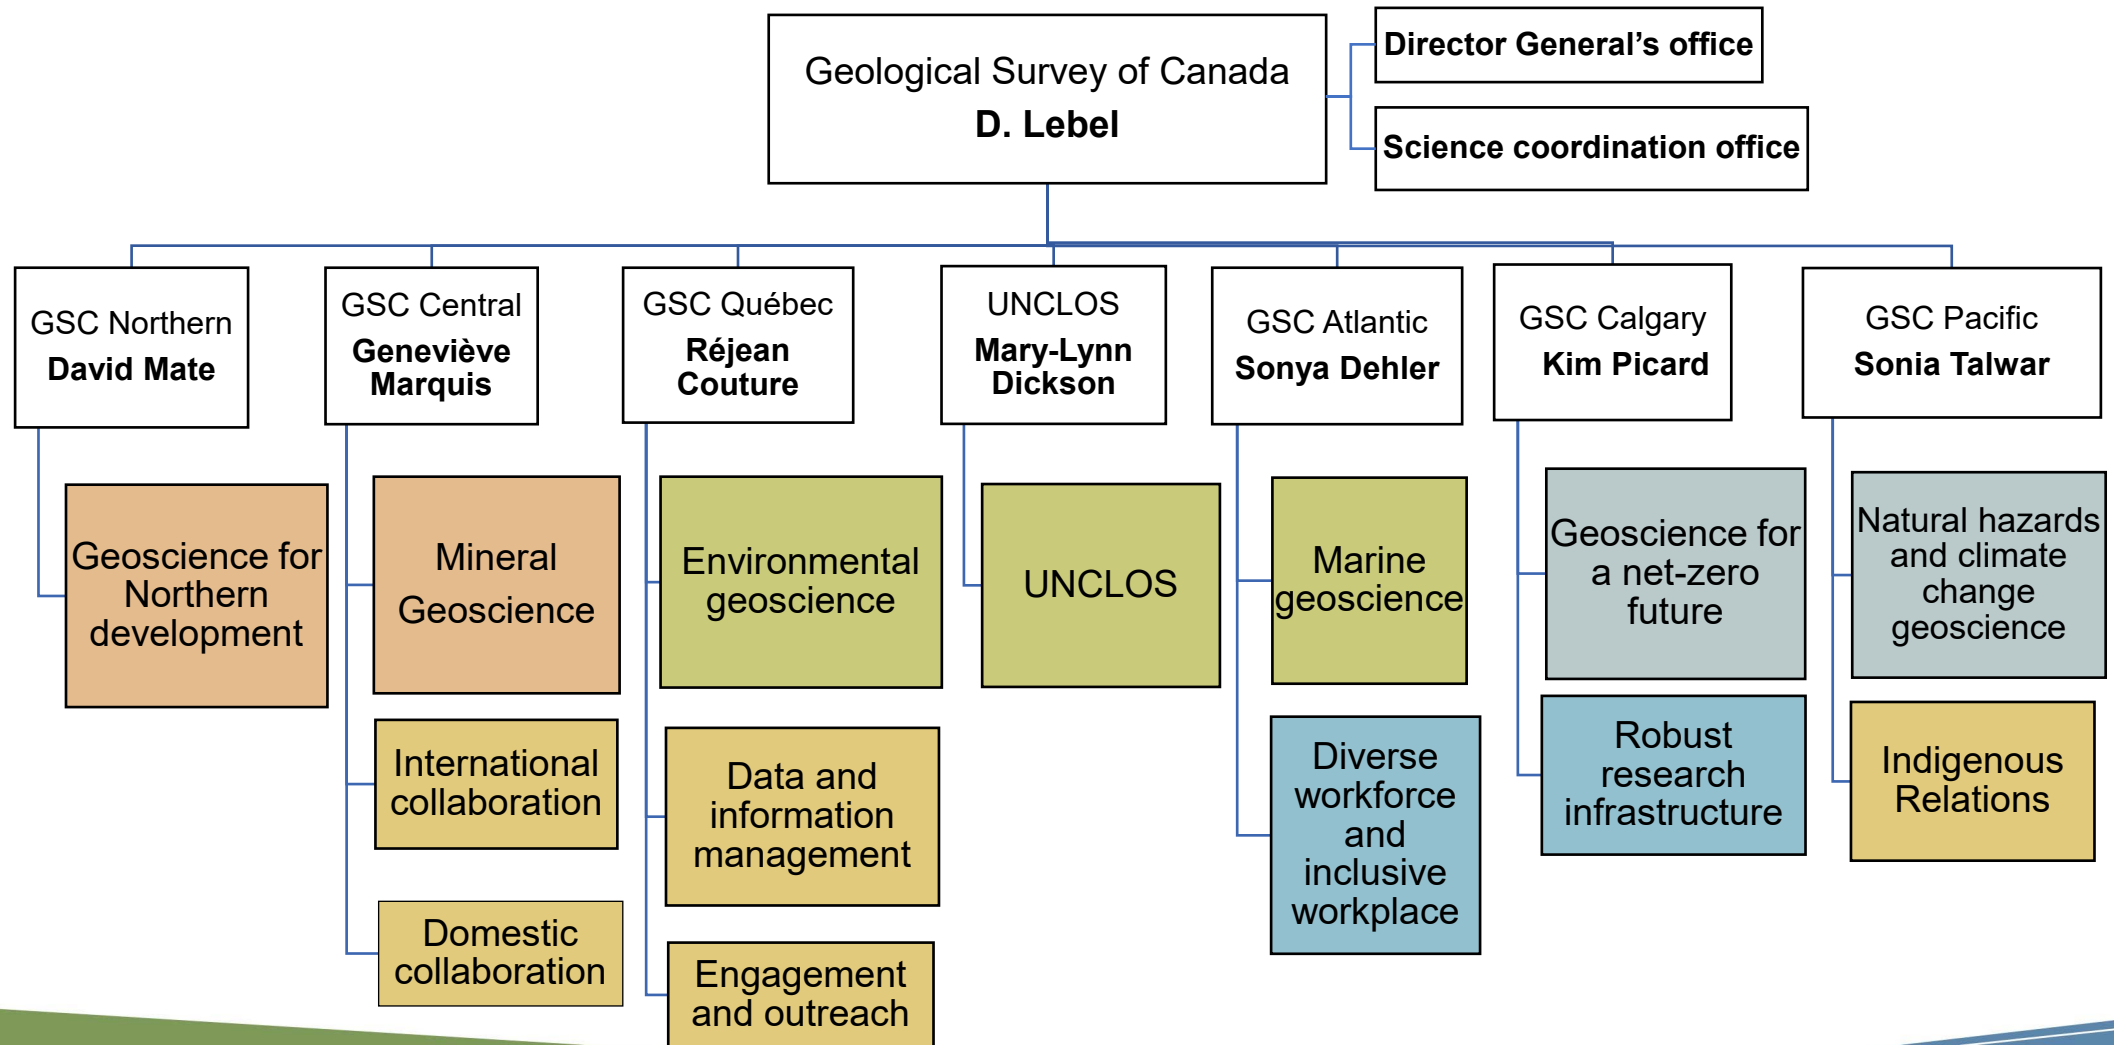 Geological Survey of Canada
D. Lebel
Director General’s office
Science coordination office
GSC Northern
David Mate
GSC Central
Geneviève
Marquis
GSC Québec
Réjean
Couture
UNCLOS
Mary-Lynn
Dickson
GSC Atlantic
Sonya Dehler
GSC Calgary
Kim Picard
GSC Pacific
Sonia Talwar
Geoscience for
Northern
development
Mineral
Geoscience
Environmental
geoscience
UNCLOS
Marine
geoscience
Geoscience for
a net-zero
future
Natural hazards
and climate
change
geoscience
International
collaboration
Data and
information
management
Diverse
workforce
and
inclusive
workplace
Robust
research
infrastructure
Indigenous
Relations
Domestic
collaboration
Engagement
and outreach